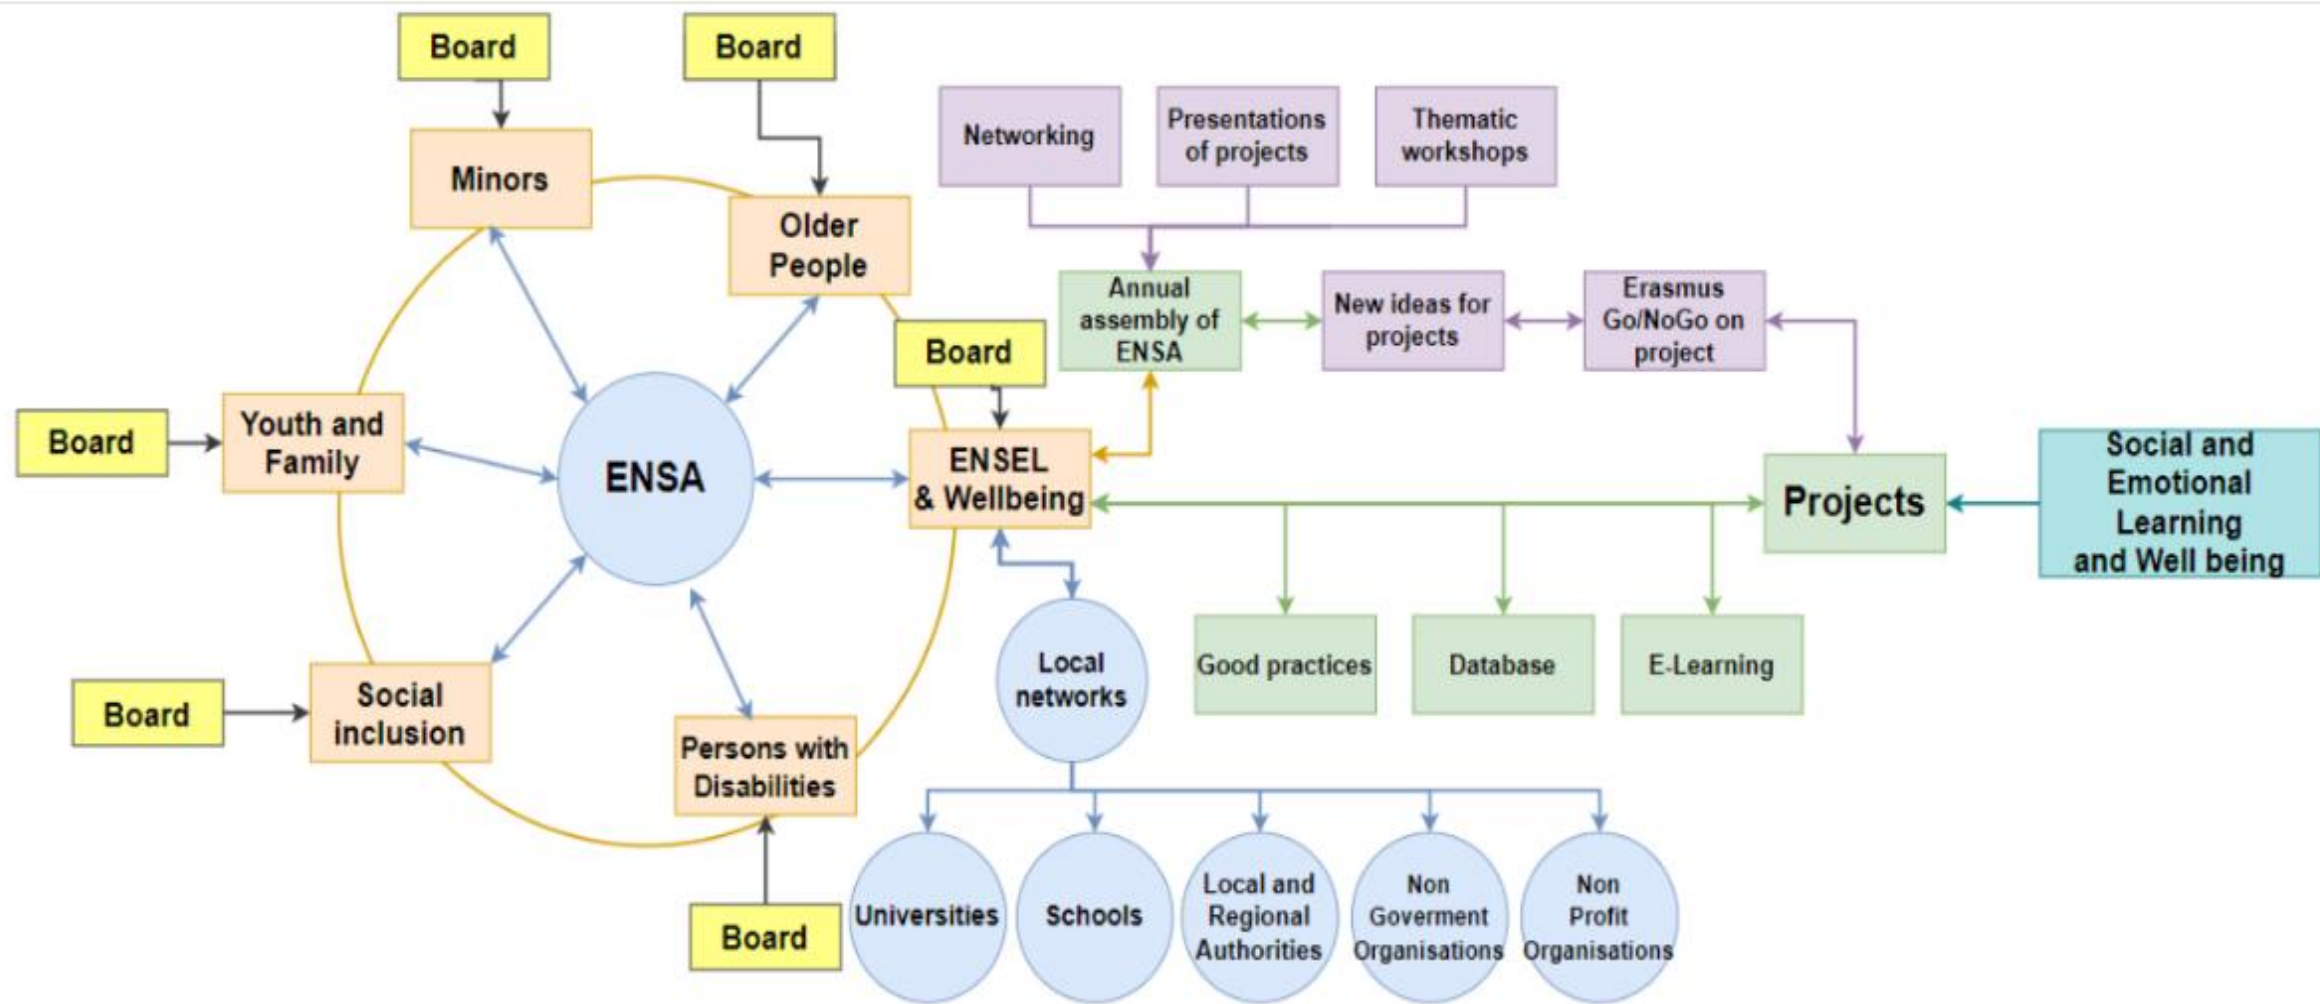 Board
Board
Minors
Older
People
Networking
Presentations
of projects
Thematic
workshops
Annual
assembly of
ENSA
New ideas for
projects
Erasmus
Go/NoGo on
project
Board
Board
Youth and
Family
ENSA
ENSEL
& Wellbeing
Projects
Social and
Emotional
Learning
and Well being
Board
Social
inclusion
Persons with
Disabilities
Board
Local
networks
Good practices
Database
E-Learning
Universities
Schools
Local and
Regional
Authorities
Non
Goverment
Organisations
Non
Profit
Organisations